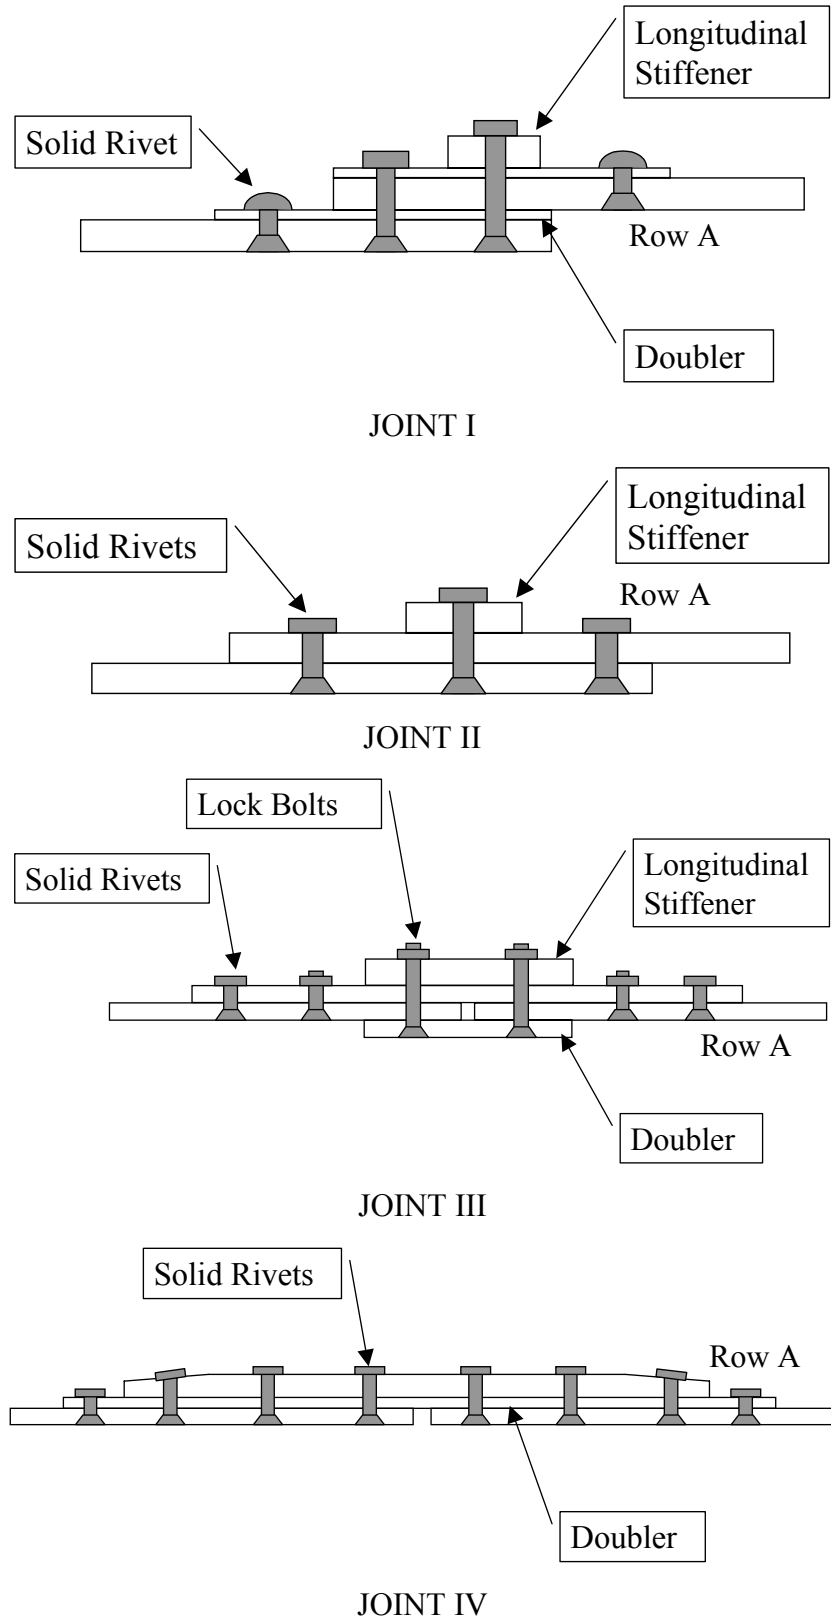 Longitudinal
Stiffener
Solid Rivet
Row A
Doubler
JOINT I
Longitudinal
Stiffener
Solid Rivets
Row A
JOINT II
Lock Bolts
Solid Rivets
Longitudinal
Stiffener
Row A
Doubler
JOINT III
Solid Rivets
Row A
Doubler
JOINT IV